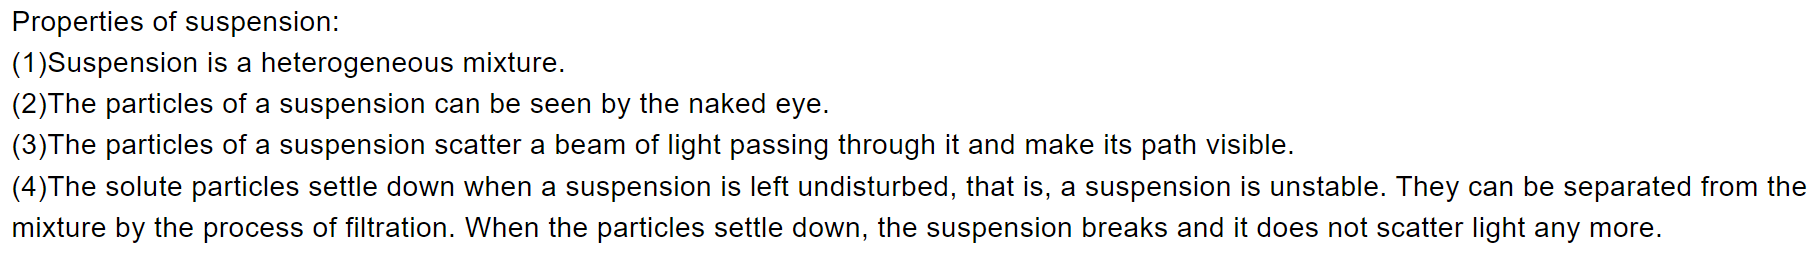 Properties of suspension:
(1)Suspension is a heterogeneous mixture.
(2)The particles of a suspension can be seen by the naked eye.
(3)The particles of a suspension scatter a beam of light passing through it and make its path visible.
(4)The solute particles settle down when a suspension is left undisturbed, that is, a suspension is unstable. They can be separated from the
mixture by the process of filtration. When the particles settle down, the suspension breaks and it does not scatter light any more.